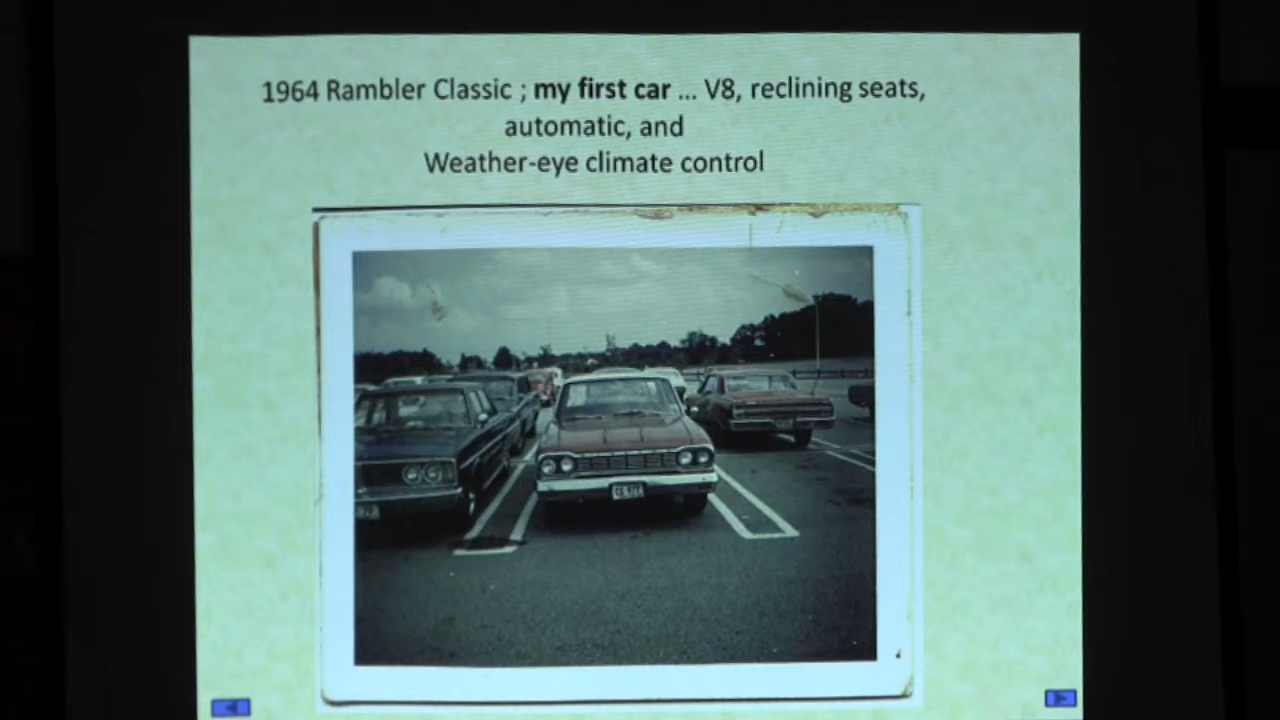 1964 Rambler Classic ; my first car ... V8, reclining seats,
automatic, and
Weather-eye climate control